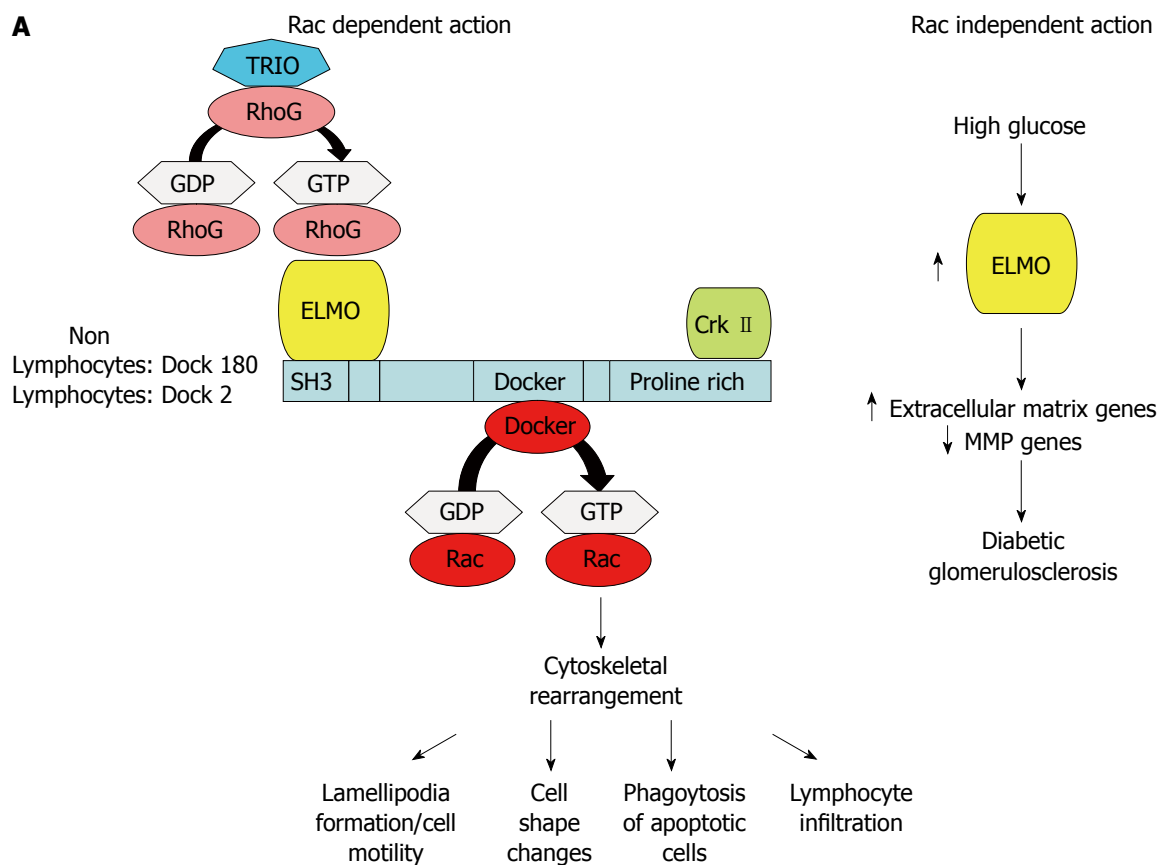 A
Rac dependent action
TRIO
RhoG
GDP
GTP
RhoG
RhoG
ELMO
Crk Ⅱ
Non
Lymphocytes: Dock 180
Lymphocytes: Dock 2
SH3
Docker
Proline rich
Docker
GDP
GTP
Rac
Rac
Cytoskeletal
rearrangement
Lamellipodia
formation/cell
motility
Cell
shape
changes
Phagoytosis
of apoptotic
cells
Lymphocyte
infiltration
Rac independent action
High glucose
ELMO
Extracellular matrix genes
MMP genes
Diabetic
glomerulosclerosis